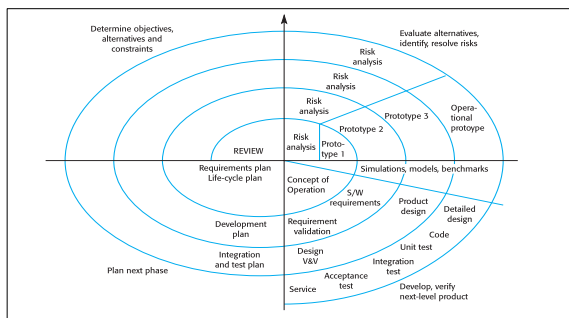 Determine objectives,
alternatives and
constraints
Evaluate alternatives,
identify, resolve risks
Risk
analysis
Risk
analysis
Risk
analysis
Risk
analysis
Proto-
type 1
Prototype 2
Prototype 3
Opera-
tional
protoype
REVIEW
Requirements plan
Life-cycle plan
Simulations, models, benchmarks
Concept of
Operation
S/W
requirements
Product
design
Detailed
design
Development
plan
Requirement
validation
Code
Unit test
Integration
and test plan
Design
V&V
Integration
test
Acceptance
test
Service
Plan next phase
Develop, verify
next-level product